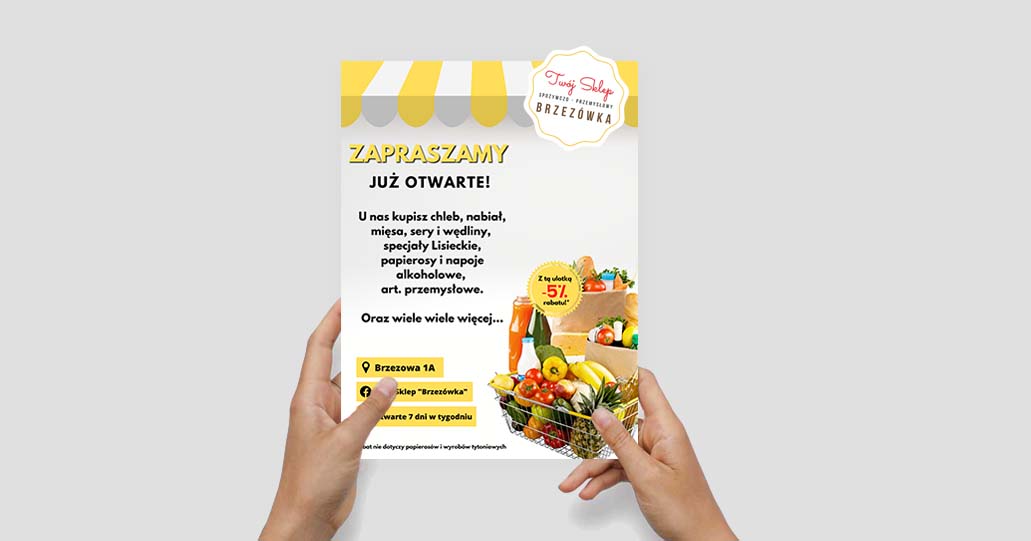 Twój Sklep
SPOŻYWCZO - PRZEMYSŁOWY
BRZEZÓWKA
ZAPRASZAMY
JUŻ OTWARTE!
U nas kupisz chleb, nabiał,
mięsa, sery i wędliny,
specjały Lisieckie,
papierosy i napoje
alkoholowe,
art. przemysłowe.
Oraz wiele wiele więcej...
Z tą ulotką
-5%
rabatu!*
Brzezowa 1A
Sklep "Brzezówka"
warte 7 dni w tygodniu
bat nie dotyczy papierosów i wyrobów tytoniowych